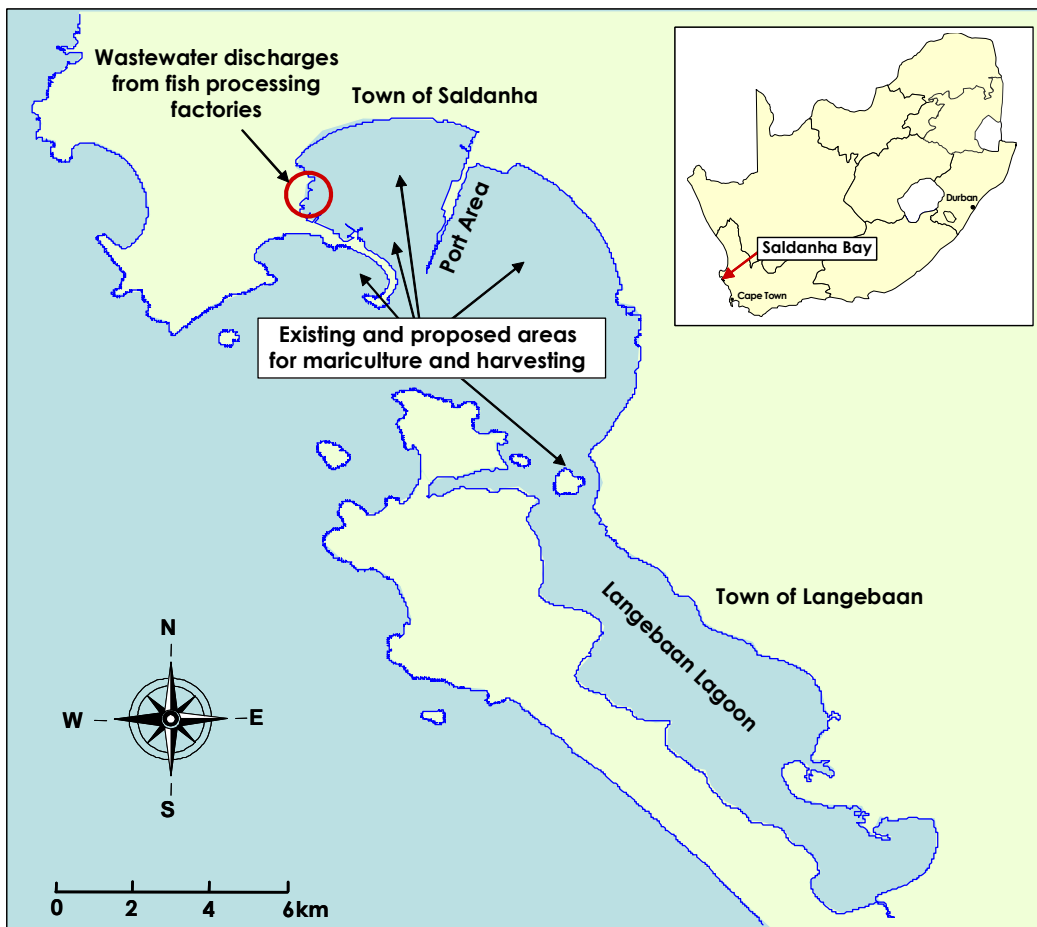 Wastewater discharges
from fish processing
factories
Town of Saldanha
Port Area
Existing and proposed areas
for mariculture and harvesting
Durban
Saldanha Bay
Cape Town
Town of Langebaan
Langebaan Lagoon
N
W
E
S
0 2 4 6km